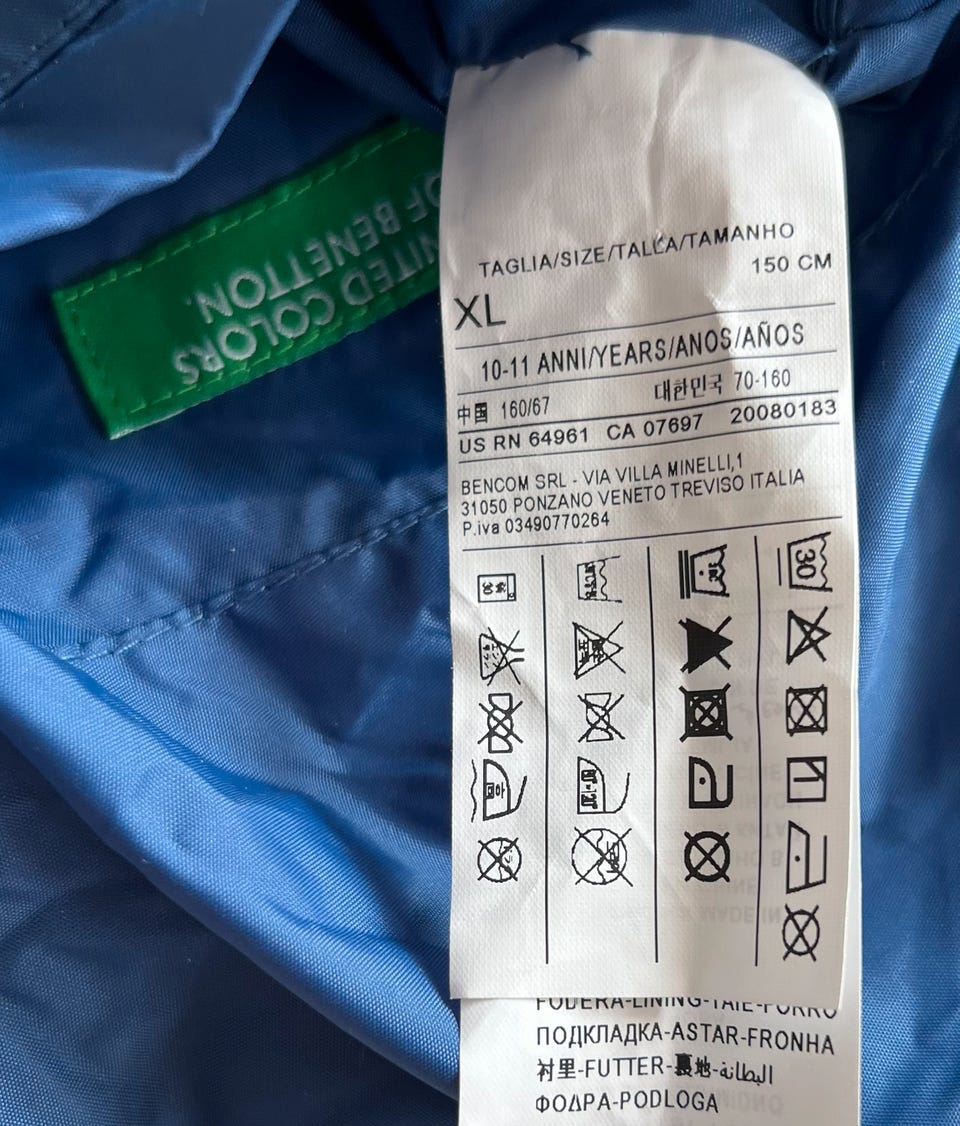 UNITED COLORS
OF BENETTON.
TAGLIA/SIZE/TALLA/TAMANHO
150 CM
XL
10-11 ANNI/YEARS/ANOS/AÑOS
中国 160/67 대한민국 70-160
US RN 64961 CA 07697 20080183
BENCOM SRL - VIA VILLA MINELLI,1
31050 PONZANO VENETO TREVISO ITALIA
P.iva 03490770264
30
FODERA-LINING-TAIE-FORRO
ПОДКЛАДКА-ASTAR-FRONHA
衬里-FUTTER-裏地-البطانة
ΦΟΔΡΑ-PODLOGA